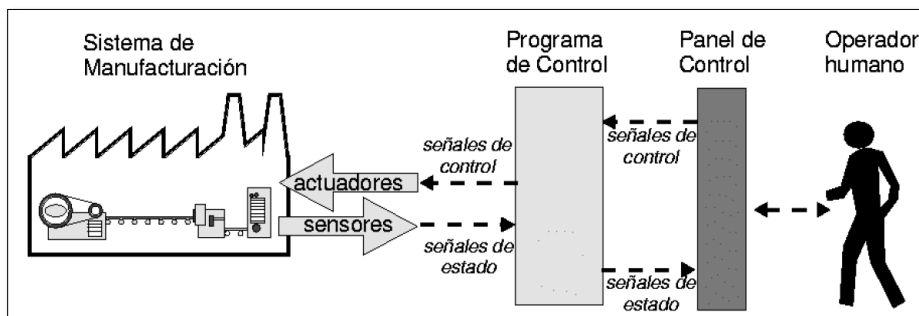 Sistema de
Manufacturación
Programa
de Control
Panel de
Control
Operador
humano
señales de
control
actuadores
sensores
señales de
estado
señales de
control
señales de
estado